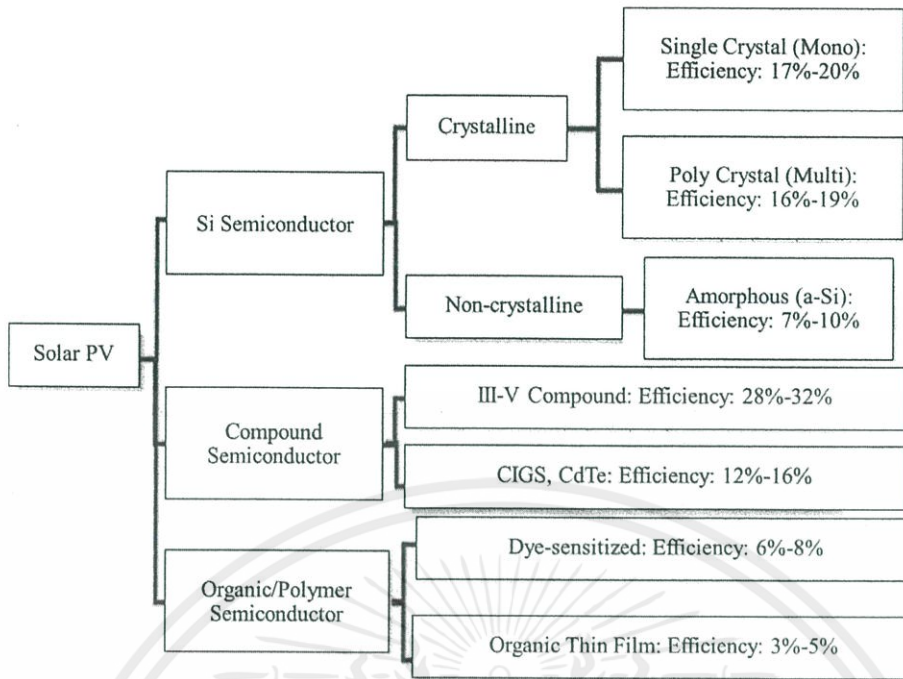 Single Crystal (Mono):
Efficiency: 17%-20%
Crystalline
Poly Crystal (Multi):
Efficiency: 16%-19%
Si Semiconductor
Non-crystalline
Amorphous (a-Si):
Efficiency: 7%-10%
Solar PV
III-V Compound: Efficiency: 28%-32%
Compound
Semiconductor
CIGS, CdTe: Efficiency: 12%-16%
Dye-sensitized: Efficiency: 6%-8%
Organic/Polymer
Semiconductor
Organic Thin Film: Efficiency: 3%-5%